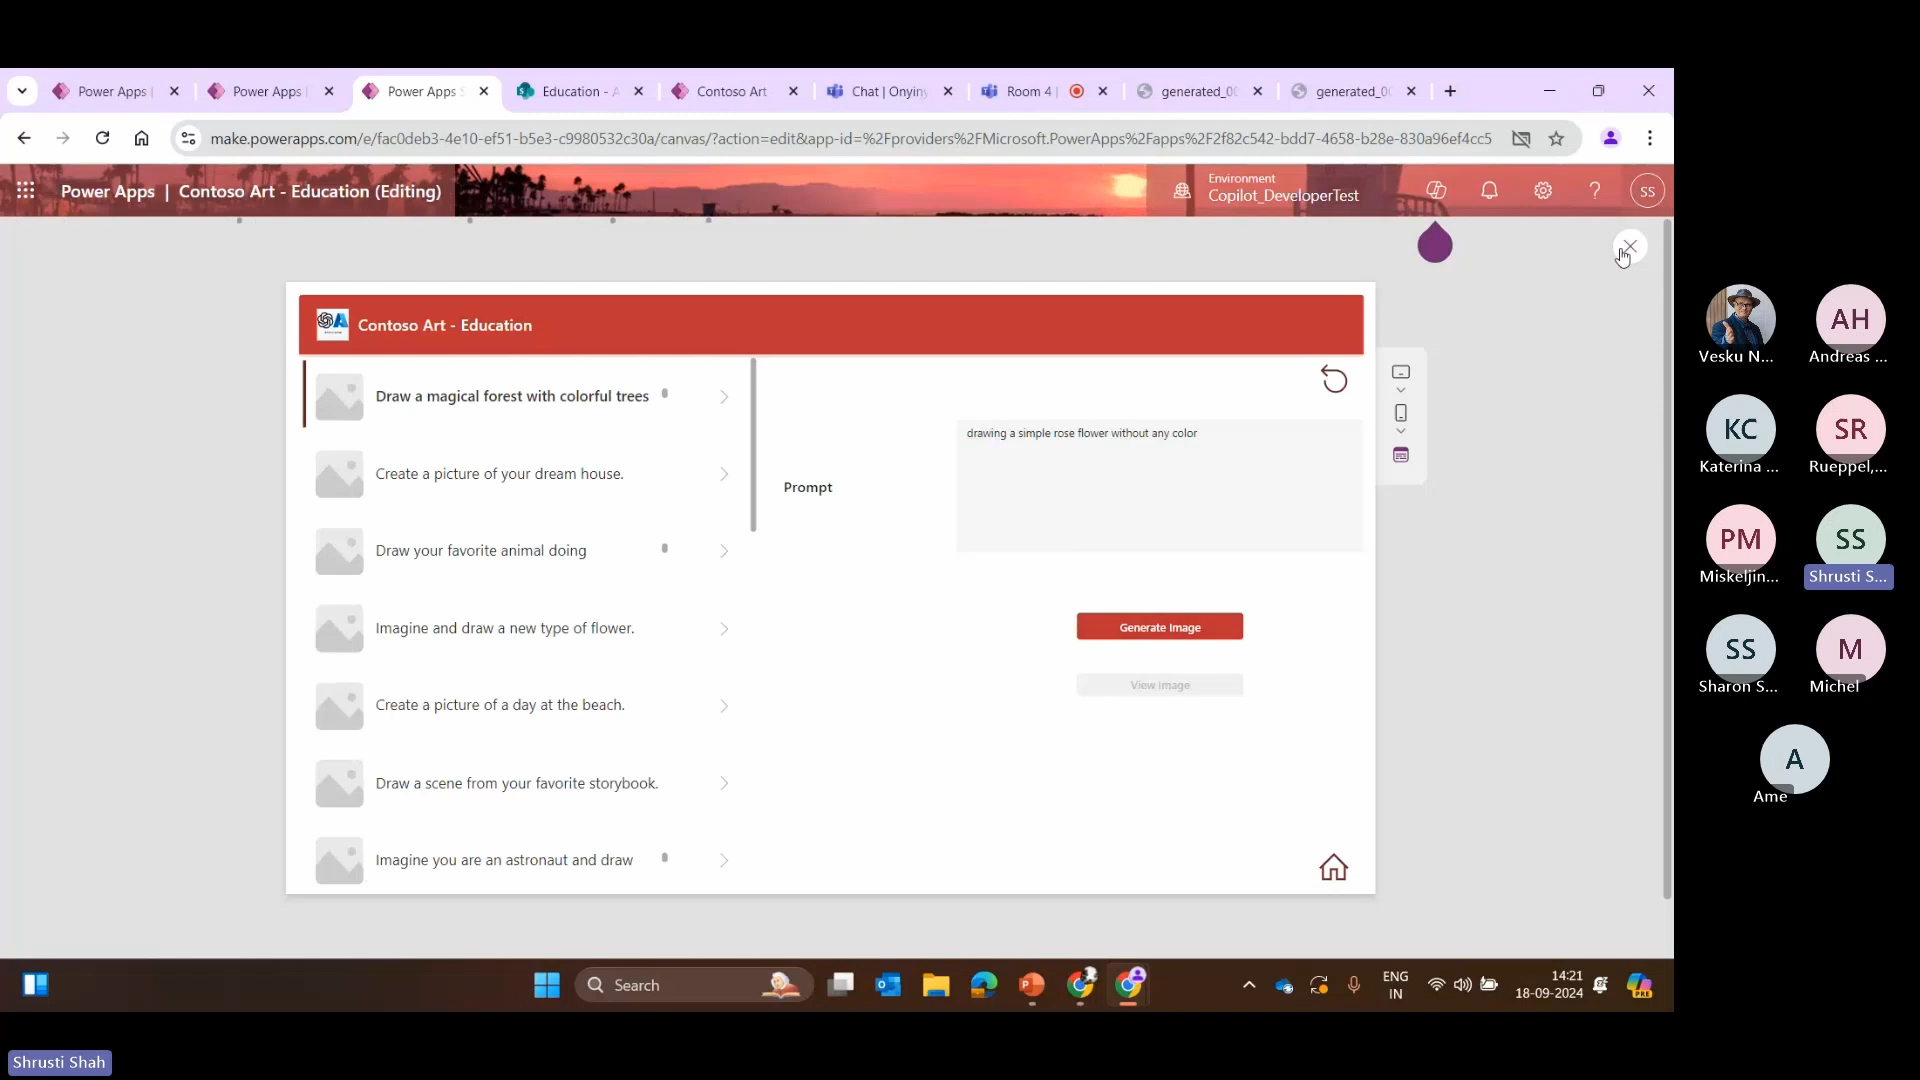 Power Apps
Power Apps
Power Apps
Education - A
Contoso Art
Chat | Onyiny
Room 4 |
generated_00
generated_00
make.powerapps.com/e/fac0deb3-4e10-ef51-b5e3-c9980532c30a/canvas/?action=edit&app-id=%2Fproviders%2FMicrosoft.PowerApps%2Fapps%2F2f82c542-bdd7-4658-b28e-830a96ef4cc5
Power Apps | Contoso Art - Education (Editing)
Environment
Copilot_DeveloperTest
SS
Contoso Art - Education
Draw a magical forest with colorful trees
Create a picture of your dream house.
Draw your favorite animal doing
Imagine and draw a new type of flower.
Create a picture of a day at the beach.
Draw a scene from your favorite storybook.
Imagine you are an astronaut and draw
drawing a simple rose flower without any color
Prompt
Generate Image
View Image
Vesku N...
AH
Andreas ...
KC
Katerina ...
SR
Rueppel,...
PM
Miskeljin...
SS
Shrusti S...
SS
Sharon S...
M
Michel
A
Ame
Search
ENG
IN
14:21
18-09-2024
PRE
Shrusti Shah